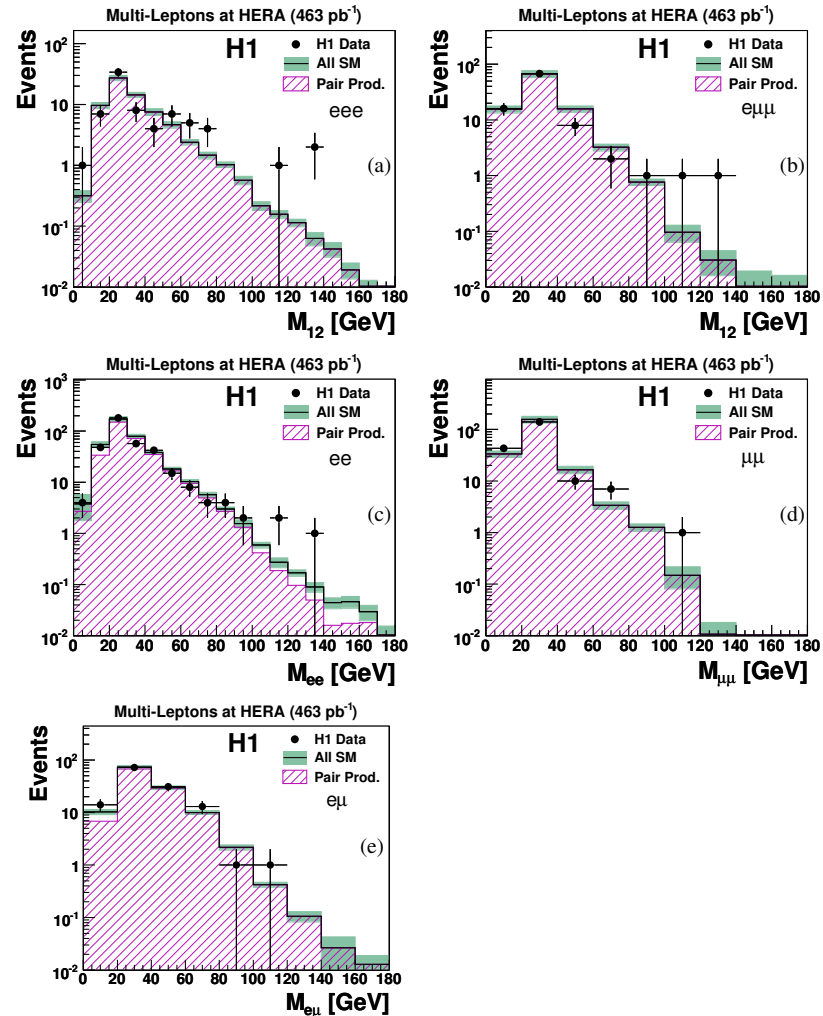 Multi-Leptons at HERA (463 pb-1)
Events
H1
H1 Data
All SM
Pair Prod.
eee
(a)
10²
10
1
10-1
10-2
0 20 40 60 80 100 120 140 160 180
M12 [GeV]
Multi-Leptons at HERA (463 pb-1)
Events
H1
H1 Data
All SM
Pair Prod.
eμμ
(b)
10²
10
1
10-1
10-2
0 20 40 60 80 100 120 140 160 180
M12 [GeV]
Multi-Leptons at HERA (463 pb-1)
Events
H1
H1 Data
All SM
Pair Prod.
ee
(c)
10³
10²
10
1
10-1
10-2
0 20 40 60 80 100 120 140 160 180
Mee [GeV]
Multi-Leptons at HERA (463 pb-1)
Events
H1
H1 Data
All SM
Pair Prod.
μμ
(d)
10²
10
1
10-1
10-2
0 20 40 60 80 100 120 140 160 180
Mμμ [GeV]
Multi-Leptons at HERA (463 pb-1)
Events
H1
H1 Data
All SM
Pair Prod.
eμ
(e)
10²
10
1
10-1
10-2
0 20 40 60 80 100 120 140 160 180
Meμ [GeV]